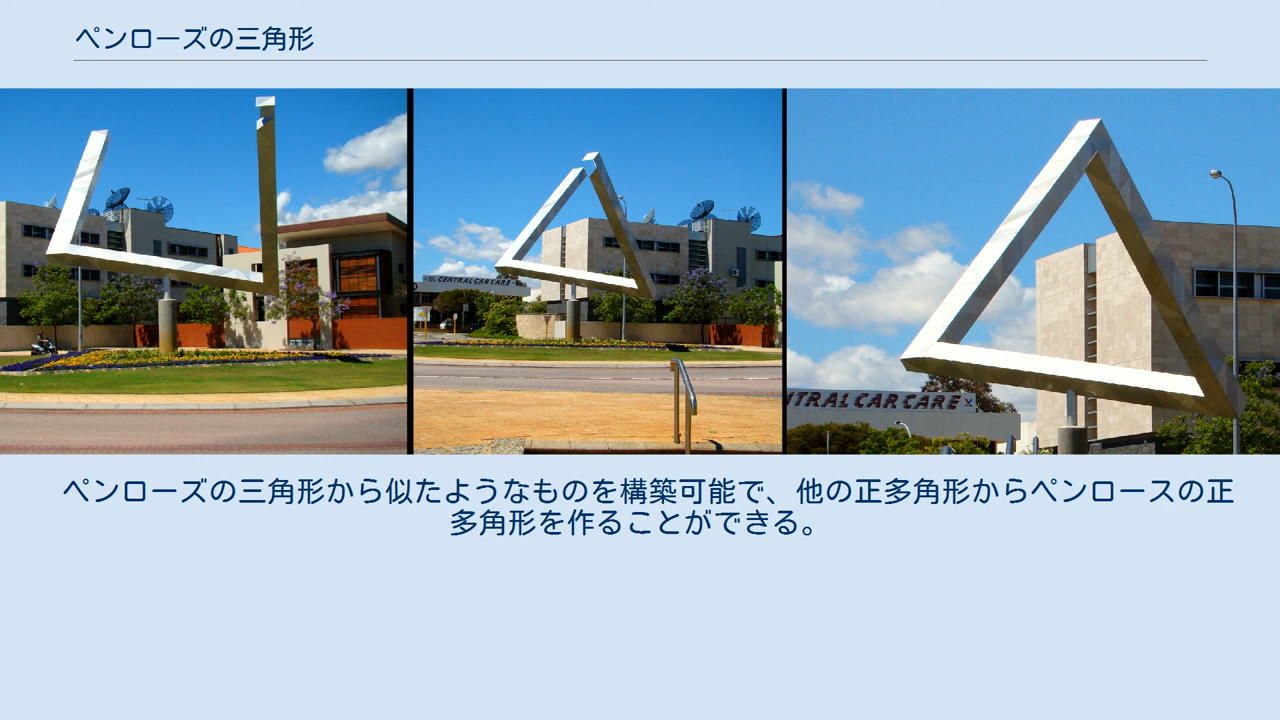 ペンローズの三角形
CENTRAL CAR CARE
NTRAL CAR CARE
ペンローズの三角形から似たようなものを構築可能で、他の正多角形からペンロースの正
多角形を作ることができる。